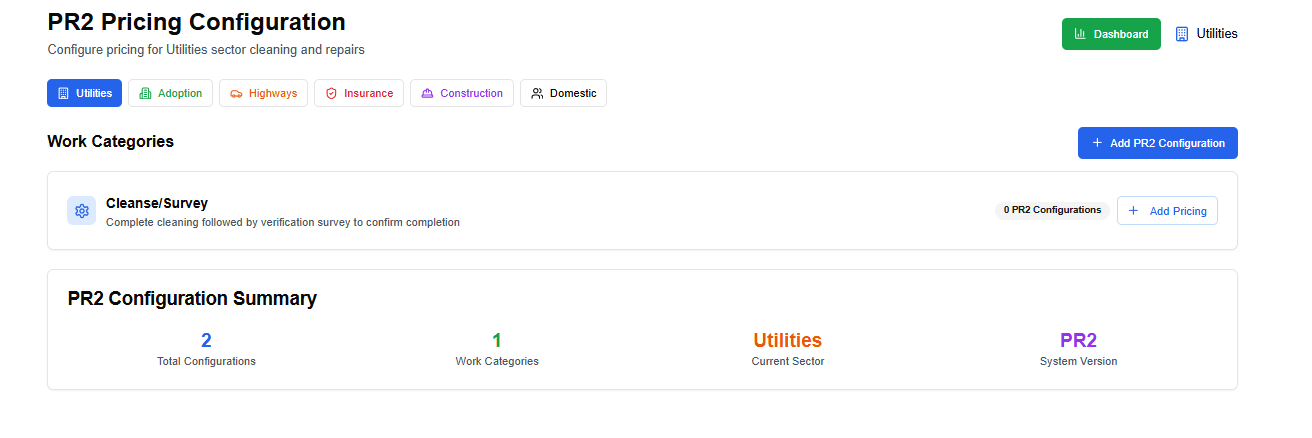 PR2 Pricing Configuration
Configure pricing for Utilities sector cleaning and repairs
Dashboard
Utilities
Utilities
Adoption
Highways
Insurance
Construction
Domestic
Work Categories
+ Add PR2 Configuration
Cleanse/Survey
Complete cleaning followed by verification survey to confirm completion
0 PR2 Configurations
+ Add Pricing
PR2 Configuration Summary
2
Total Configurations
1
Work Categories
Utilities
Current Sector
PR2
System Version